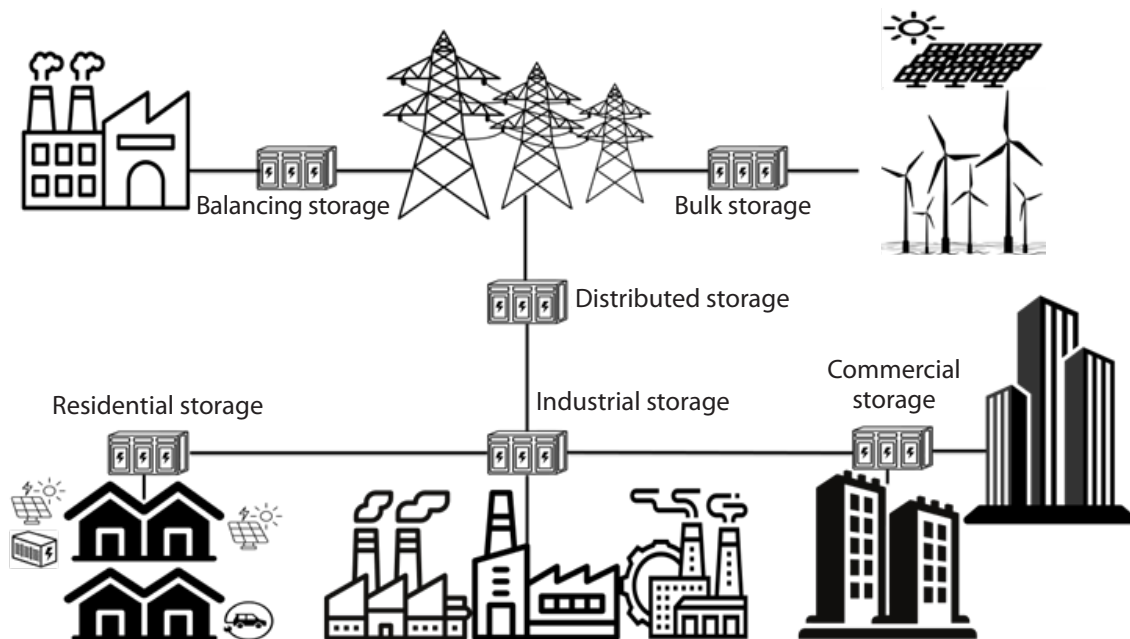 Balancing storage
Bulk storage
Distributed storage
Commercial
storage
Residential storage
Industrial storage